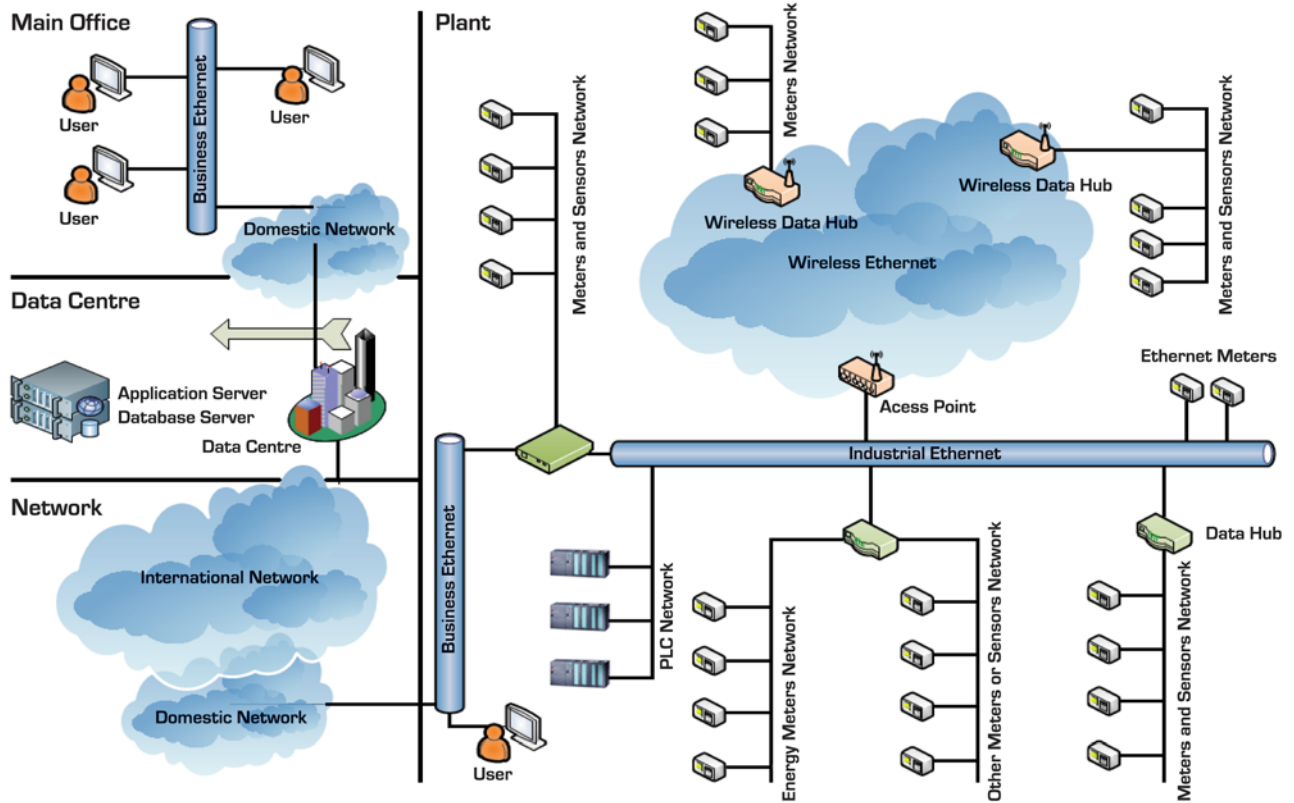 Main Office
User
User
User
Business Ethernet
Domestic Network
Data Centre
Application Server
Database Server
Data Centre
Network
International Network
Domestic Network
Plant
Meters and Sensors Network
Meters Network
Wireless Data Hub
Wireless Data Hub
Wireless Ethernet
Meters and Sensors Network
Ethernet Meters
Acess Point
Industrial Ethernet
Business Ethernet
User
PLC Network
Energy Meters Network
Other Meters or Sensors Network
Data Hub
Meters and Sensors Network